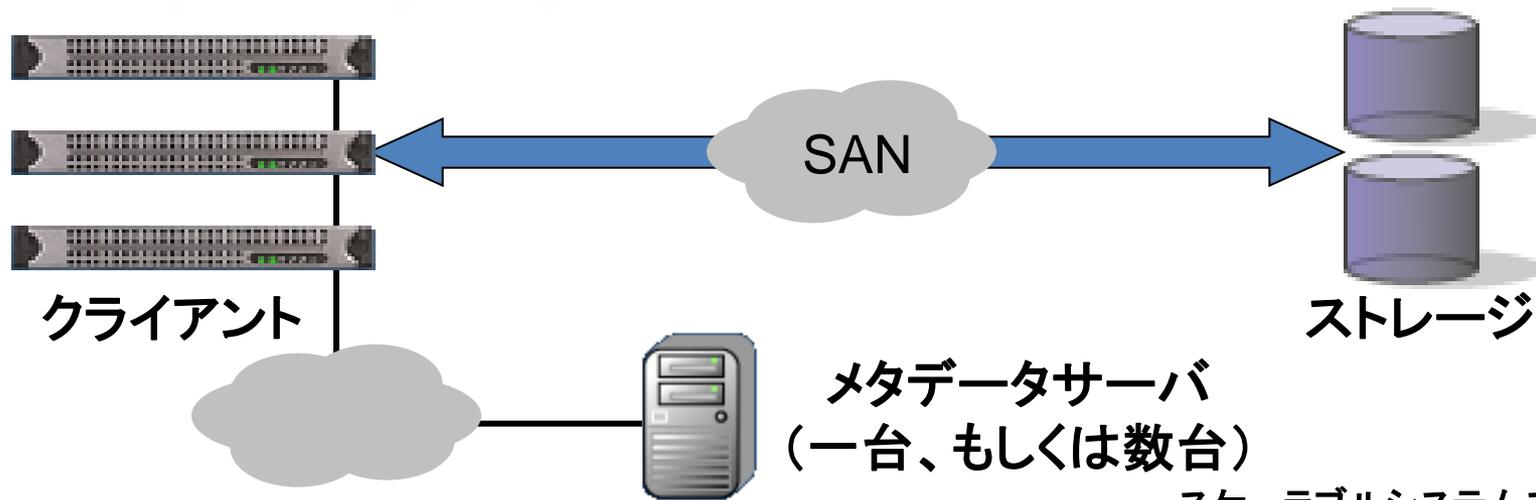 SAN
クライアント
ストレージ
メタデータサーバ
（一台、もしくは数台）